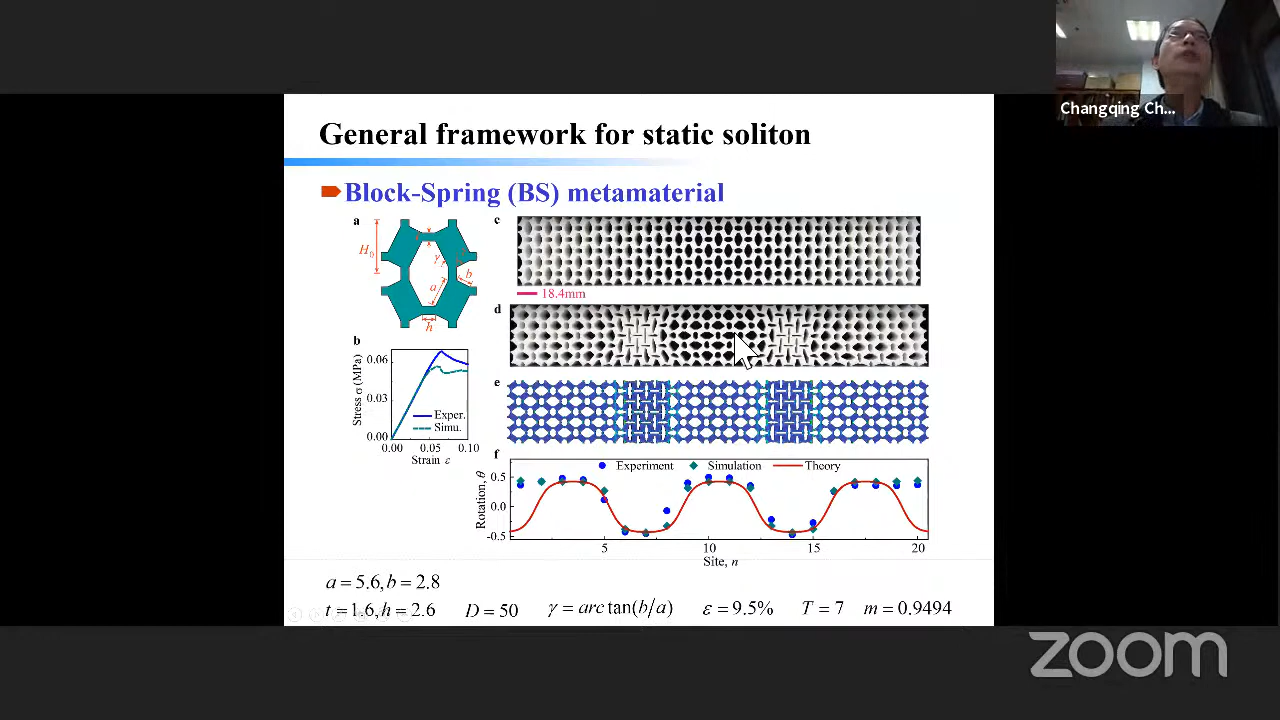 Changqing Ch...
General framework for static soliton
Block-Spring (BS) metamaterial
a
H₀
t
γ
b
a
h
b
Stress σ (MPa)
0.06
0.03
0.00
Exper.
Simu.
0.00 0.05 0.10
Strain ε
c
18.4mm
d
e
f
Experiment Simulation Theory
Rotation, θ
0.5
0.0
-0.5
5 10 15 20
Site, n
a = 5.6, b = 2.8
t = 1.6, h = 2.6 D = 50 γ = arc tan(b/a) ε = 9.5% T = 7 m = 0.9494
zoom